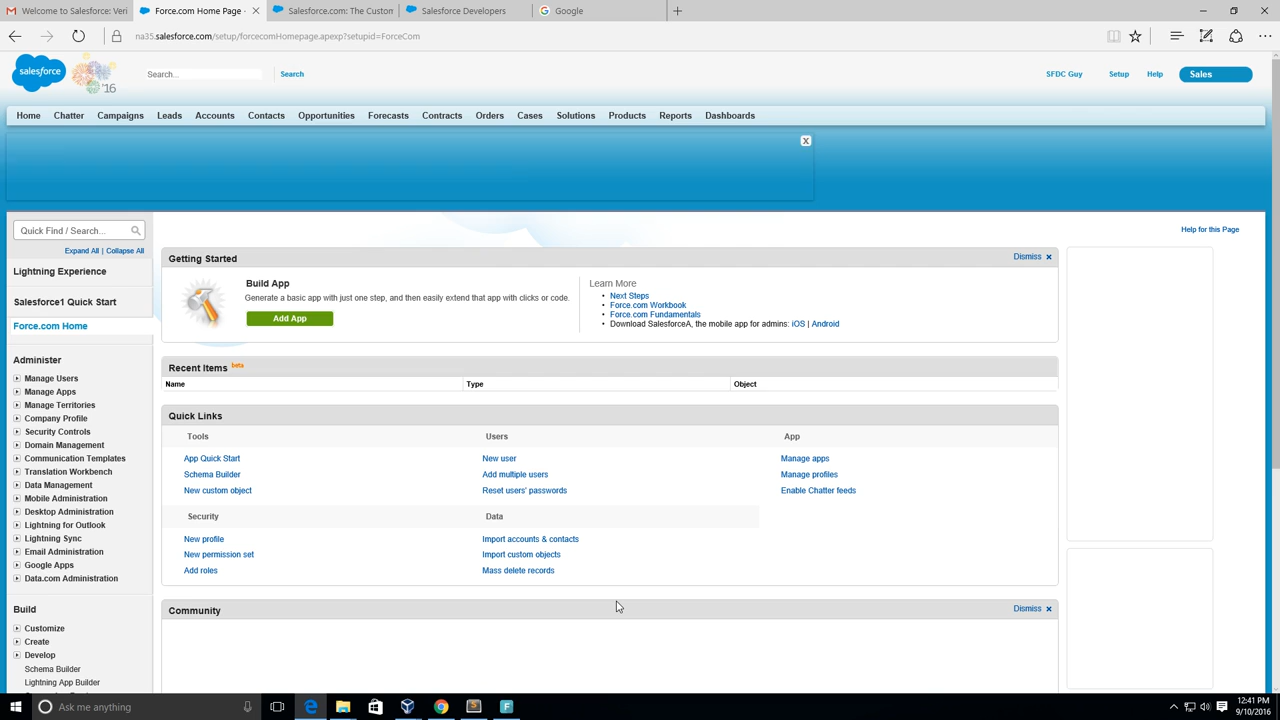 Welcome to Salesforce: Veri
Force.com Home Page -
Salesforce.com: The Custom
Salesforce Developers
Google
na35.salesforce.com/setup/forcecomHomepage.apexp?setupid=ForceCom
salesforce
'16
Search...
Search
SFDC Guy
Setup
Help
Sales
Home
Chatter
Campaigns
Leads
Accounts
Contacts
Opportunities
Forecasts
Contracts
Orders
Cases
Solutions
Products
Reports
Dashboards
X
Quick Find / Search...
Expand All | Collapse All
Lightning Experience
Salesforce1 Quick Start
Force.com Home
Administer
Manage Users
Manage Apps
Manage Territories
Company Profile
Security Controls
Domain Management
Communication Templates
Translation Workbench
Data Management
Mobile Administration
Desktop Administration
Lightning for Outlook
Lightning Sync
Email Administration
Google Apps
Data.com Administration
Build
Customize
Create
Develop
Schema Builder
Lightning App Builder
Help for this Page
Getting Started
Dismiss
Build App
Generate a basic app with just one step, and then easily extend that app with clicks or code.
Add App
Learn More
Next Steps
Force.com Workbook
Force.com Fundamentals
Download SalesforceA, the mobile app for admins: iOS | Android
Recent Items beta
Name
Type
Object
Quick Links
Tools
Users
App
App Quick Start
New user
Manage apps
Schema Builder
Add multiple users
Manage profiles
New custom object
Reset users' passwords
Enable Chatter feeds
Security
Data
New profile
Import accounts & contacts
New permission set
Import custom objects
Add roles
Mass delete records
Community
Dismiss
Ask me anything
12:41 PM
9/10/2016